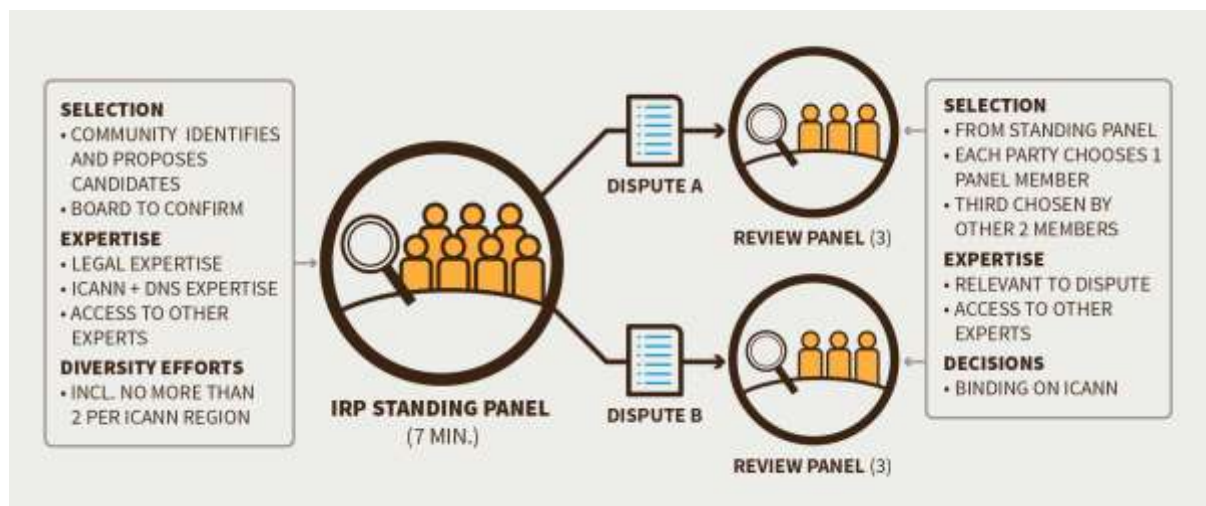 SELECTION
• COMMUNITY IDENTIFIES
AND PROPOSES
CANDIDATES
• BOARD TO CONFIRM
EXPERTISE
• LEGAL EXPERTISE
• ICANN + DNS EXPERTISE
• ACCESS TO OTHER
EXPERTS
DIVERSITY EFFORTS
• INCL. NO MORE THAN
2 PER ICANN REGION
IRP STANDING PANEL
(7 MIN.)
DISPUTE A
REVIEW PANEL (3)
DISPUTE B
REVIEW PANEL (3)
SELECTION
• FROM STANDING PANEL
• EACH PARTY CHOOSES 1
PANEL MEMBER
• THIRD CHOSEN BY
OTHER 2 MEMBERS
EXPERTISE
• RELEVANT TO DISPUTE
• ACCESS TO OTHER
EXPERTS
DECISIONS
• BINDING ON ICANN